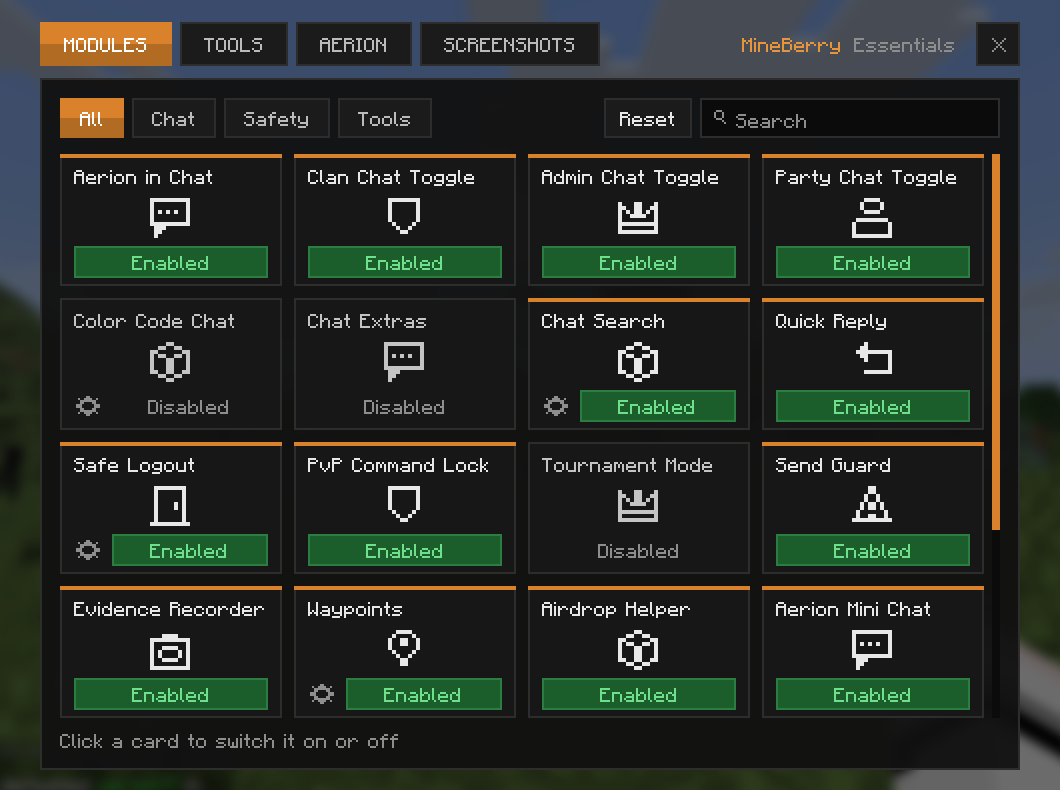 MODULES TOOLS AERION SCREENSHOTS MineBerry Essentials
All Chat Safety Tools Reset Search
Aerion in Chat Clan Chat Toggle Admin Chat Toggle Party Chat Toggle
Enabled Enabled Enabled Enabled
Color Code Chat Chat Extras Chat Search Quick Reply
Disabled Disabled Enabled Enabled
Safe Logout PvP Command Lock Tournament Mode Send Guard
Enabled Enabled Disabled Enabled
Evidence Recorder Waypoints Airdrop Helper Aerion Mini Chat
Enabled Enabled Enabled Enabled
Click a card to switch it on or off